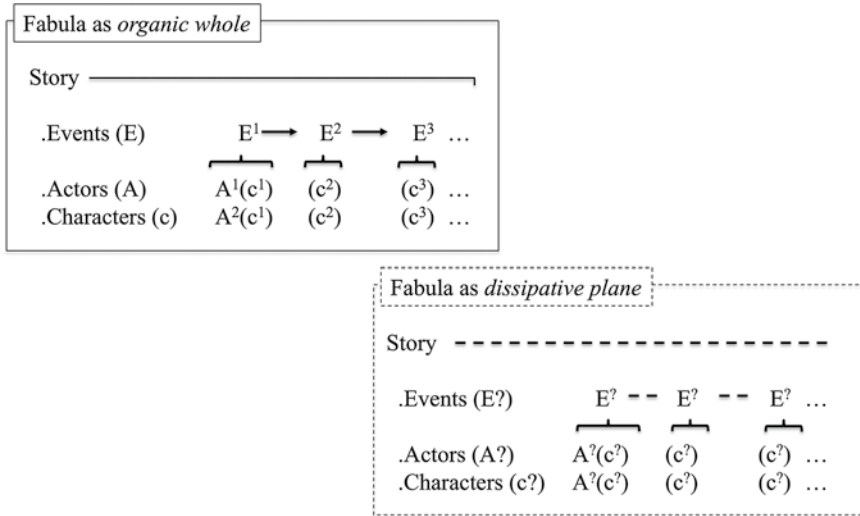 Fabula as organic whole
Story
.Events (E) E¹ E² E³ …
.Actors (A) A¹(c¹) (c²) (c³) …
.Characters (c) A²(c¹) (c²) (c³) …
Fabula as dissipative plane
Story
.Events (E?) E? E? E? …
.Actors (A?) A?(c?) (c?) (c?) …
.Characters (c?) A?(c?) (c?) (c?) …